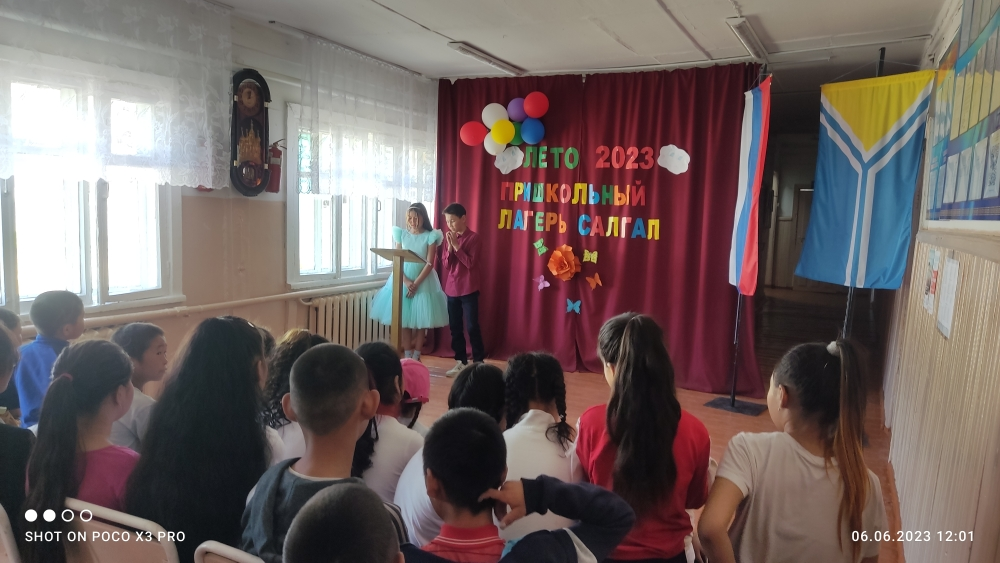 ЛЕТО 2023
ПРИШКОЛЬНЫЙ
ЛАГЕРЬ САЛГАЛ
SHOT ON POCO X3 PRO
06.06.2023 12:01